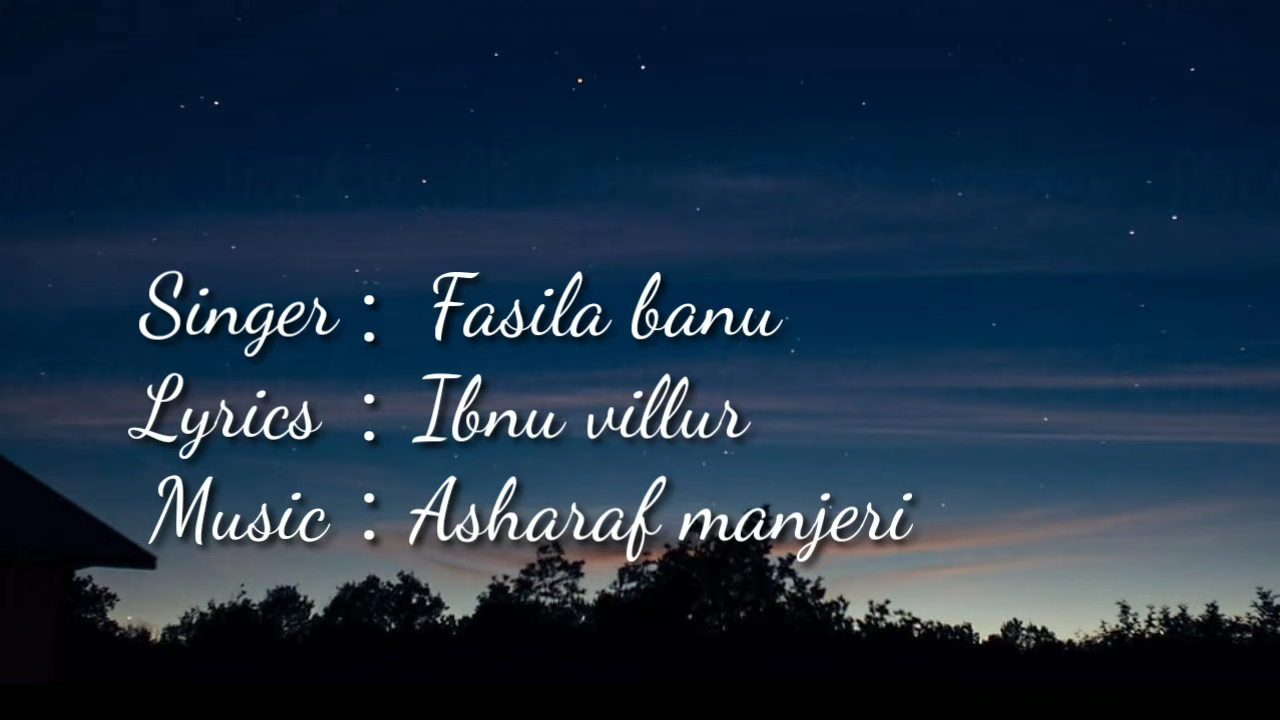 Singer : Fasila banu
Lyrics : Ibnu villur
Music : Asharaf manjeri